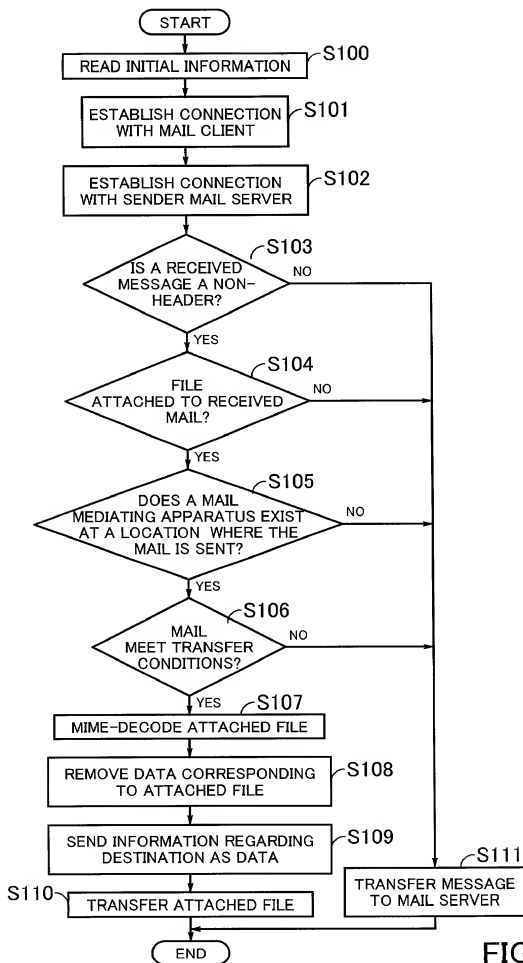 START
READ INITIAL INFORMATION
S100
ESTABLISH CONNECTION
WITH MAIL CLIENT
S101
ESTABLISH CONNECTION
WITH SENDER MAIL SERVER
S102
S103
IS A RECEIVED
MESSAGE A NON-
HEADER?
NO
YES
S104
FILE
ATTACHED TO RECEIVED
MAIL?
NO
YES
S105
DOES A MAIL
MEDIATING APPARATUS EXIST
AT A LOCATION WHERE THE
MAIL IS SENT?
NO
YES
S106
MAIL
MEET TRANSFER
CONDITIONS?
NO
YES
S107
MIME-DECODE ATTACHED FILE
REMOVE DATA CORRESPONDING
TO ATTACHED FILE
S108
SEND INFORMATION REGARDING
DESTINATION AS DATA
S109
S110
TRANSFER ATTACHED FILE
S111
TRANSFER MESSAGE
TO MAIL SERVER
END
FIG